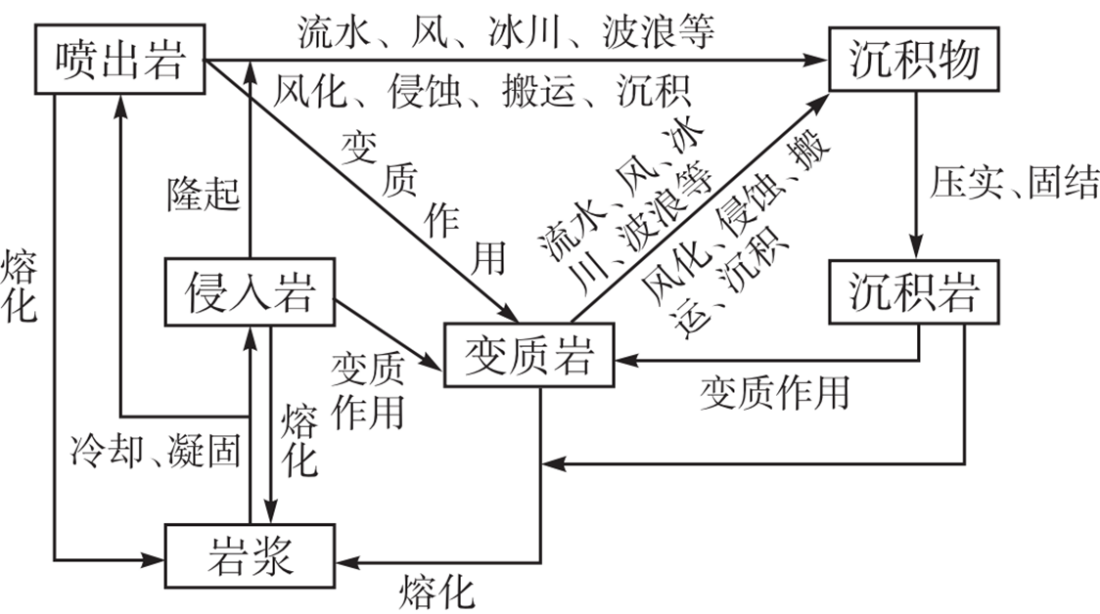 喷出岩
流水、风、冰川、波浪等
风化、侵蚀、搬运、沉积
沉积物
变
质
作
用
流水、风、冰
川、波浪等
风化、侵蚀、搬
运、沉积
压实、固结
隆起
熔
化
侵入岩
沉积岩
变质岩
变质
作用
变质作用
冷却、凝固
熔
化
岩浆
熔化